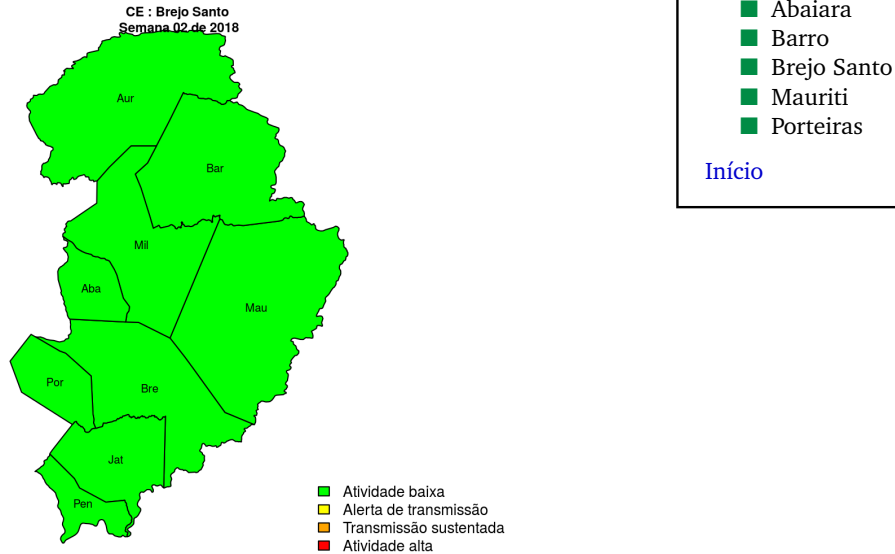 CE : Brejo Santo
Semana 02 de 2018
Aur
Bar
Mil
Aba
Mau
Por
Bre
Jat
Pen
Atividade baixa
Alerta de transmissão
Transmissão sustentada
Atividade alta
Abaiara
Barro
Brejo Santo
Mauriti
Porteiras
Início